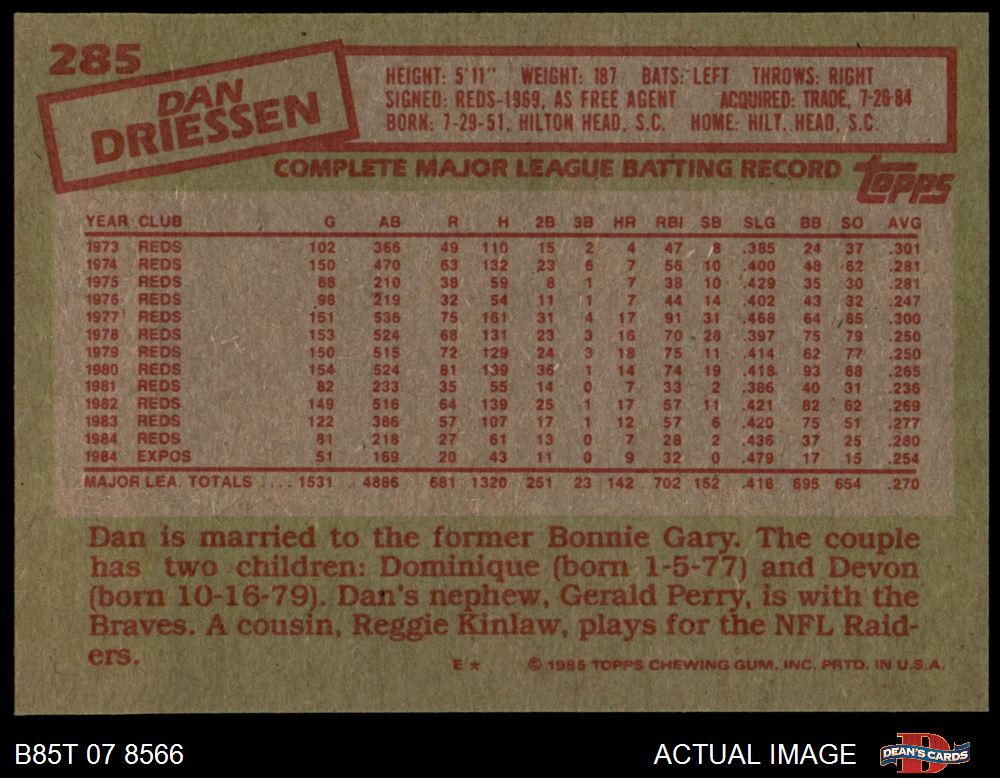 285
DAN
DRIESSEN
HEIGHT: 5'11" WEIGHT: 187 BATS: LEFT THROWS: RIGHT
SIGNED: REDS-1969, AS FREE AGENT ACQUIRED: TRADE, 7-26-84
BORN: 7-29-51, HILTON HEAD, S.C. HOME: HILT. HEAD, S.C.
COMPLETE MAJOR LEAGUE BATTING RECORD topps
YEAR CLUB G AB R H 2B 3B HR RBI SB SLG BB SO AVG
1973 REDS 102 366 49 110 15 2 4 47 8 .385 24 37 .301
1974 REDS 150 470 63 132 23 6 7 56 10 .400 48 62 .281
1975 REDS 88 210 38 59 8 1 7 38 10 .429 35 30 .281
1976 REDS 98 219 32 54 11 1 7 44 14 .402 43 32 .247
1977 REDS 151 536 75 161 31 4 17 91 31 .468 64 85 .300
1978 REDS 153 524 68 131 23 3 16 70 28 .397 75 79 .250
1979 REDS 150 515 72 129 24 3 18 75 11 .414 62 77 .250
1980 REDS 154 524 81 139 36 1 14 74 19 .418 93 68 .265
1981 REDS 82 233 35 55 14 0 7 33 2 .386 40 31 .236
1982 REDS 149 516 64 139 25 1 17 57 11 .421 82 62 .269
1983 REDS 122 386 57 107 17 1 12 57 6 .420 75 51 .277
1984 REDS 81 218 27 61 13 0 7 28 2 .436 37 25 .280
1984 EXPOS 51 169 20 43 11 0 9 32 0 .479 17 15 .254
MAJOR LEA. TOTALS .... 1531 4886 681 1320 251 23 142 702 152 .418 695 654 .270
Dan is married to the former Bonnie Gary. The couple
has two children: Dominique (born 1-5-77) and Devon
(born 10-16-79). Dan's nephew, Gerald Perry, is with the
Braves. A cousin, Reggie Kinlaw, plays for the NFL Raid-
ers.
E* © 1985 TOPPS CHEWING GUM, INC. PRTD. IN U.S.A.
B85T 07 8566 ACTUAL IMAGE D DEAN'S CARDS